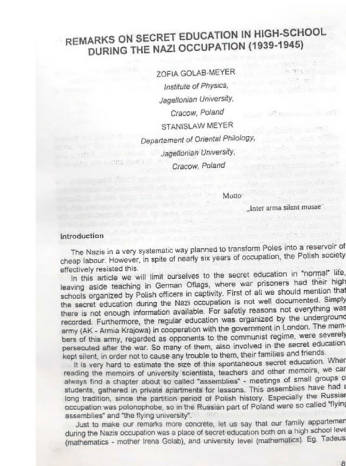 REMARKS ON SECRET EDUCATION IN HIGH-SCHOOL
DURING THE NAZI OCCUPATION (1939-1945)
ZOFIA GOLAB-MEYER
Institute of Physics,
Jagellonian University,
Cracow, Poland
STANISLAW MEYER
Departement of Oriental Philology,
Jagellonian University,
Cracow, Poland
Motto:
„Inter arma silent musae"
Introduction
The Nazis in a very systematic way planned to transform Poles into a reservoir of
cheap labour. However, in spite of nearly six years of occupation, the Polish society
effectively resisted this.
In this article we will limit ourselves to the secret education in "normal" life,
leaving aside teaching in German Oflags, where war prisoners had their high
schools organized by Polish officers in captivity. First of all we should mention that
the secret education during the Nazi occupation is not well documented. Simply
there is not enough information available. For safety reasons not everything was
recorded. Furthermore, the regular education was organized by the underground
army (AK - Armia Krajowa) in cooperation with the government in London. The mem-
bers of this army, regarded as opponents to the communist regime, were severely
persecuted after the war. So many of them, also involved in the secret education
kept silent, in order not to cause any trouble to them, their families and friends.
It is very hard to estimate the size of this spontaneous secret education. When
reading the memoirs of university scientists, teachers and other memoirs, we car
always find a chapter about so called "assemblies" - meetings of small groups o
students, gathered in private apartments for lessons. This assemblies have had a
long tradition, since the partition period of Polish history. Especially the Russian
occupation was polonophobe, so in the Russian part of Poland were so called "flying
assemblies" and "the flying university".
Just to make our remarks more concrete, let us say that our family appartemen
during the Nazi occupation was a place of secret education both on a high school leve
(mathematics - mother Irena Golab), and university level (mathematics). Eg. Tadeus
8